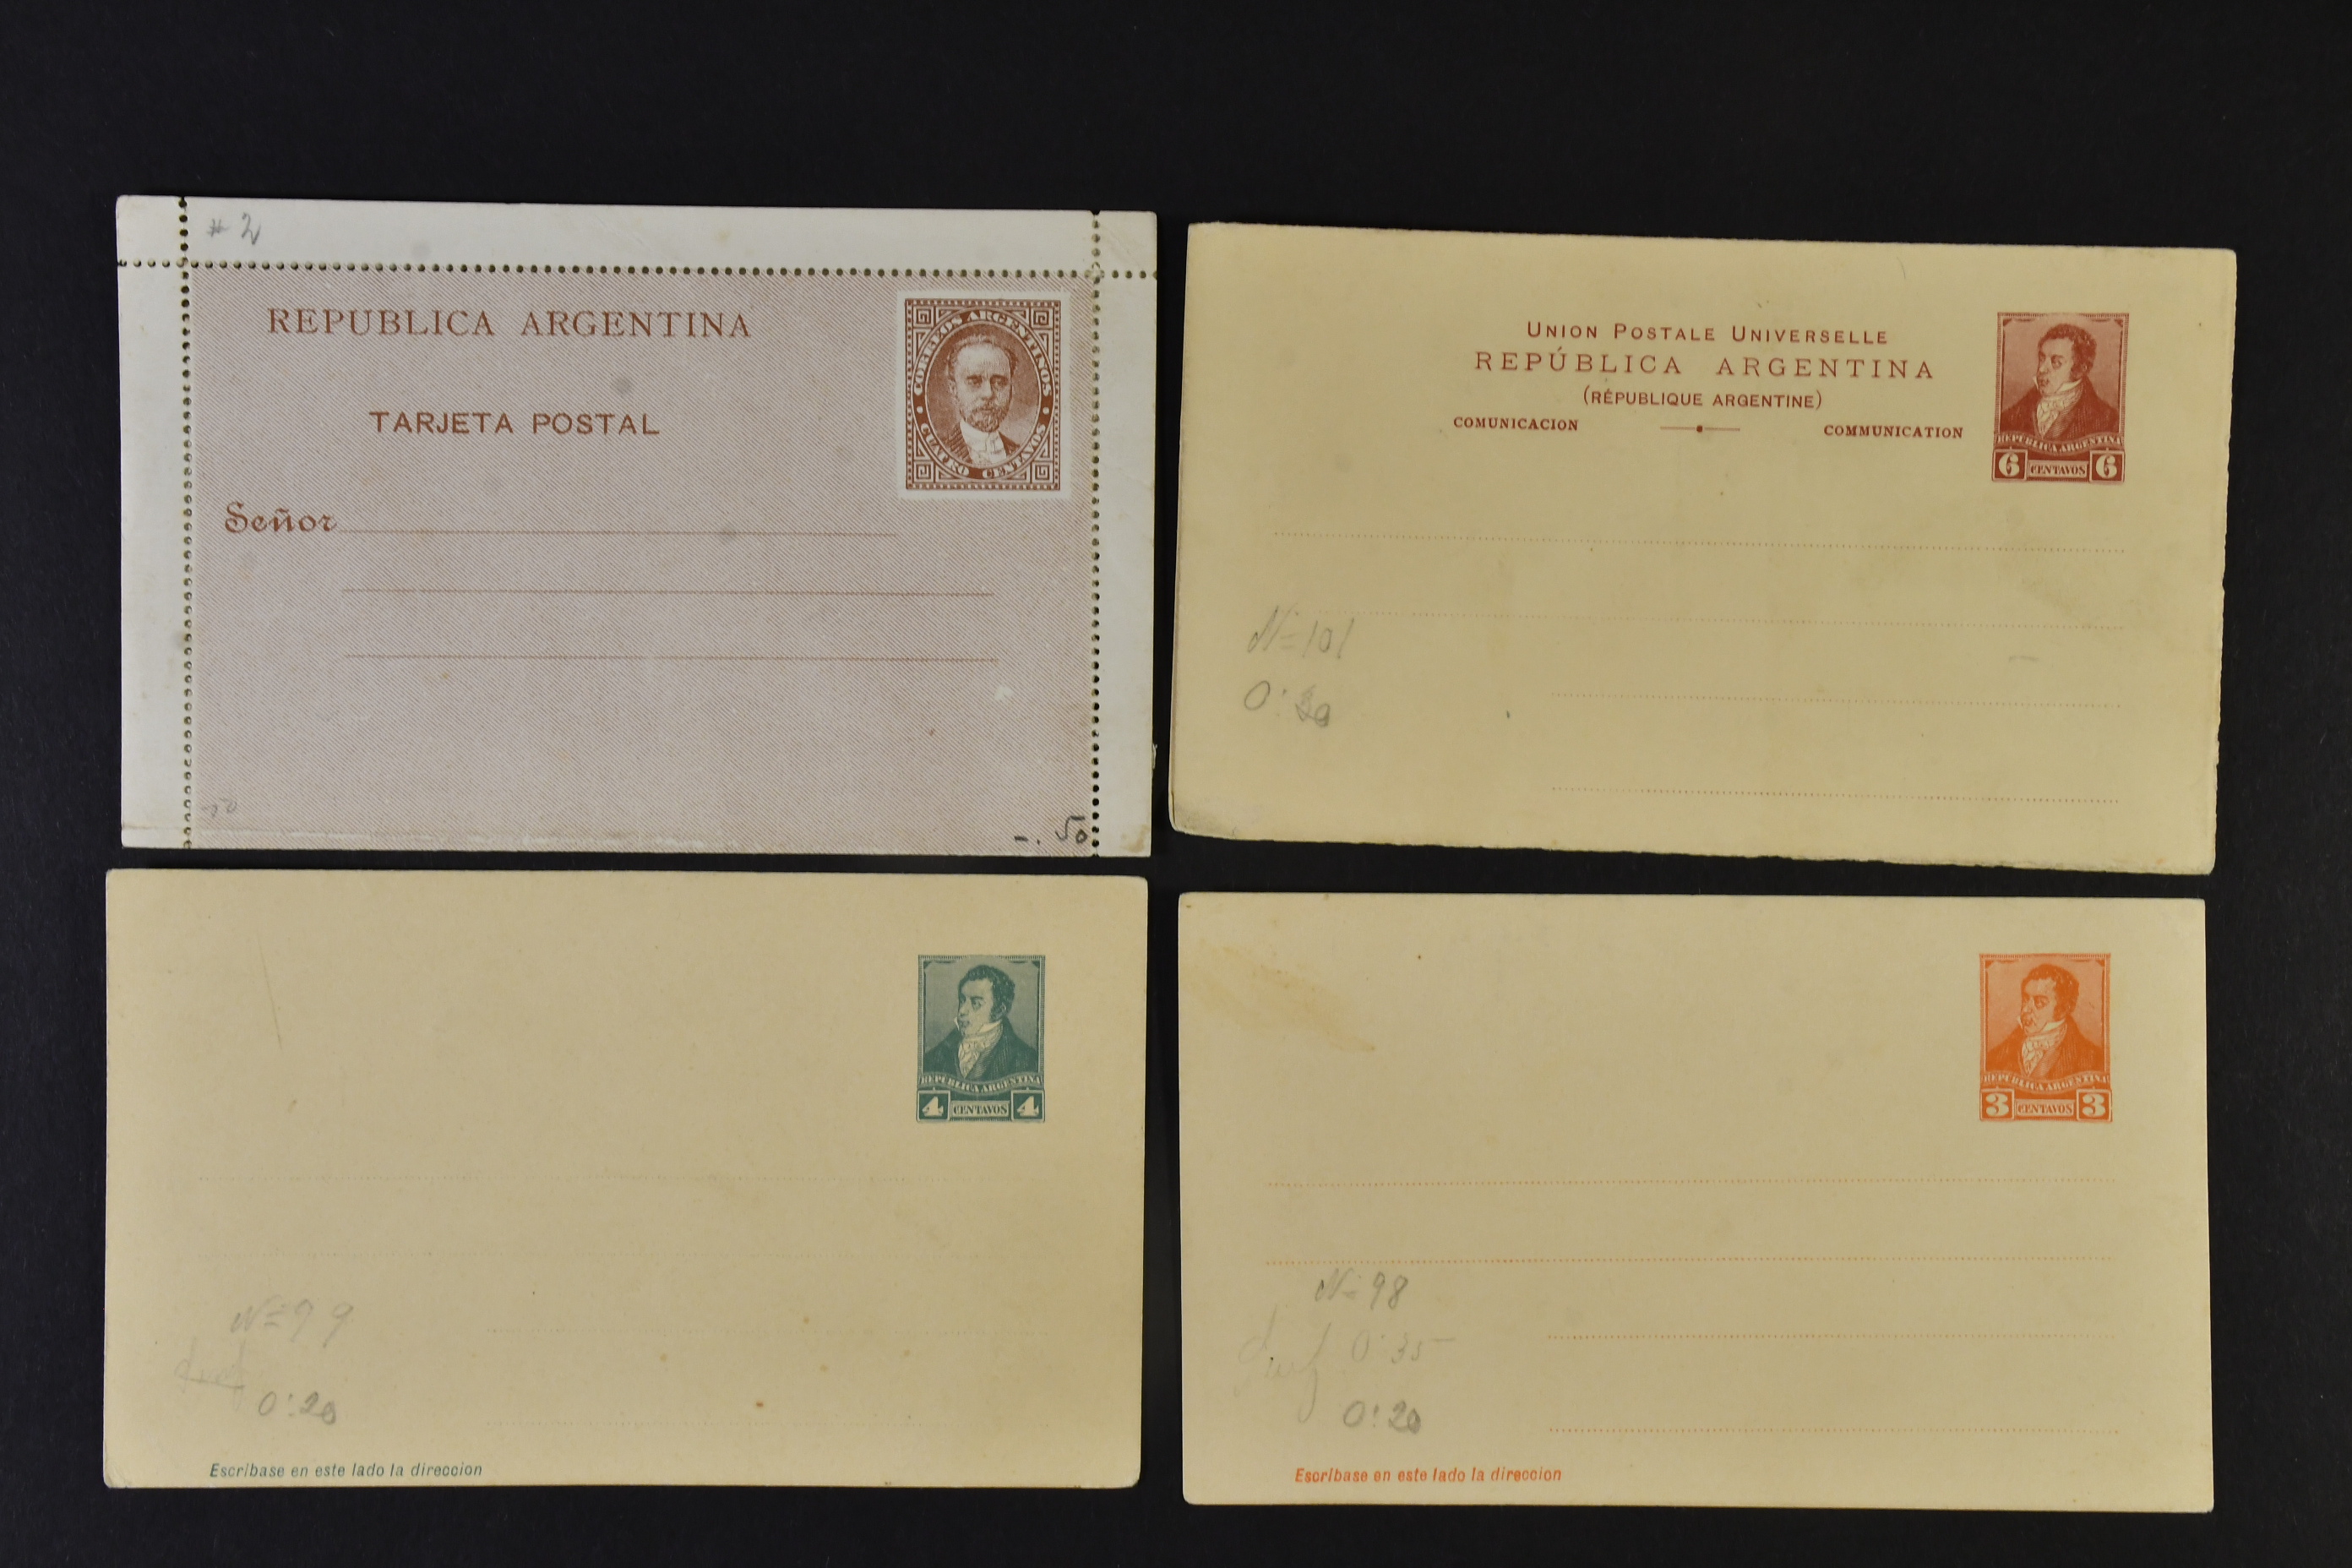 # 2
REPUBLICA ARGENTINA
CORREOS ARGENTINOS
CUATRO CENTAVOS
TARJETA POSTAL
Señor
-. 50
UNION POSTALE UNIVERSELLE
REPÚBLICA ARGENTINA
(RÉPUBLIQUE ARGENTINE)
COMUNICACION COMMUNICATION
REPUBLICA ARGENTINA
6 CENTAVOS 6
N= 101
REPUBLICA ARGENTINA
4 CENTAVOS 4
N= 99
0:20
Escríbase en este lado la direccion
REPUBLICA ARGENTINA
3 CENTAVOS 3
N= 98
0:35
0:20
Escríbase en este lado la direccion